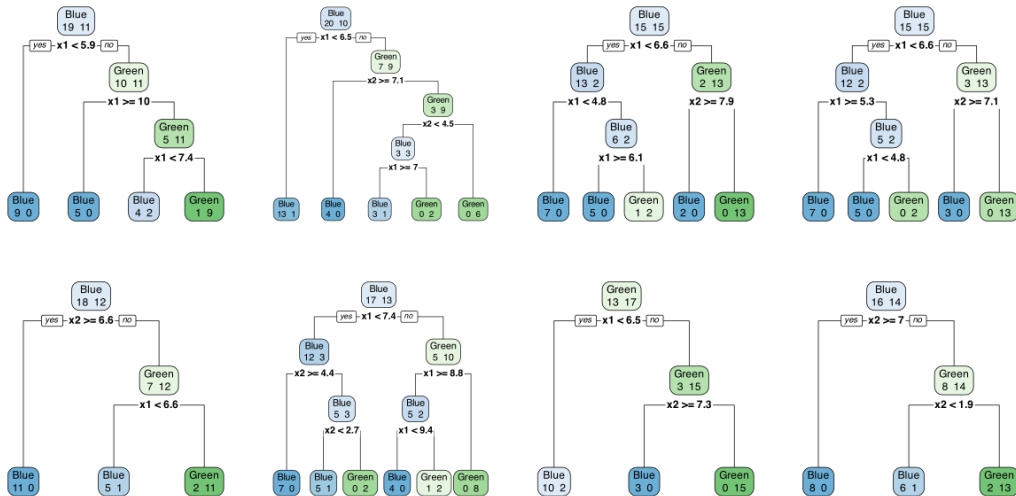 Blue
19 11
yes x1 < 5.9 no
Green
10 11
x1 >= 10
Green
5 11
x1 < 7.4
Blue
9 0
Blue
5 0
Blue
4 2
Green
1 9
Blue
20 10
yes x1 < 6.5 no
Green
7 9
x2 >= 7.1
Green
3 9
x2 < 4.5
Blue
3 3
x1 >= 7
Blue
13 1
Blue
4 0
Blue
3 1
Green
0 2
Green
0 6
Blue
15 15
yes x1 < 6.6 no
Blue
13 2
Green
2 13
x1 < 4.8
x2 >= 7.9
Blue
6 2
x1 >= 6.1
Blue
7 0
Blue
5 0
Green
1 2
Blue
2 0
Green
0 13
Blue
15 15
yes x1 < 6.6 no
Blue
12 2
Green
3 13
x1 >= 5.3
x2 >= 7.1
Blue
5 2
x1 < 4.8
Blue
7 0
Blue
5 0
Green
0 2
Blue
3 0
Green
0 13
Blue
18 12
yes x2 >= 6.6 no
Green
7 12
x1 < 6.6
Blue
11 0
Blue
5 1
Green
2 11
Blue
17 13
yes x1 < 7.4 no
Blue
12 3
Green
5 10
x2 >= 4.4
x1 >= 8.8
Blue
5 3
Blue
5 2
x2 < 2.7
x1 < 9.4
Blue
7 0
Blue
5 1
Green
0 2
Blue
4 0
Green
1 2
Green
0 8
Green
13 17
yes x1 < 6.5 no
Green
3 15
x2 >= 7.3
Blue
10 2
Blue
3 0
Green
0 15
Blue
16 14
yes x2 >= 7 no
Green
8 14
x2 < 1.9
Blue
8 0
Blue
6 1
Green
2 13